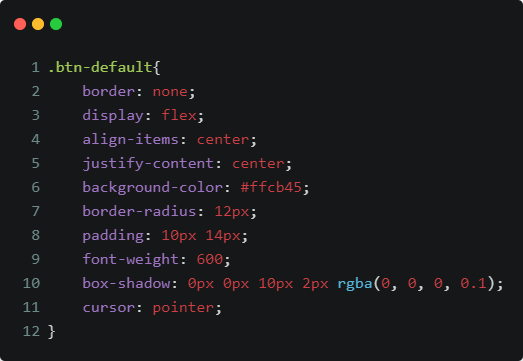 1 .btn-default{
2 border: none;
3 display: flex;
4 align-items: center;
5 justify-content: center;
6 background-color: #ffcb45;
7 border-radius: 12px;
8 padding: 10px 14px;
9 font-weight: 600;
10 box-shadow: 0px 0px 10px 2px rgba(0, 0, 0, 0.1);
11 cursor: pointer;
12 }